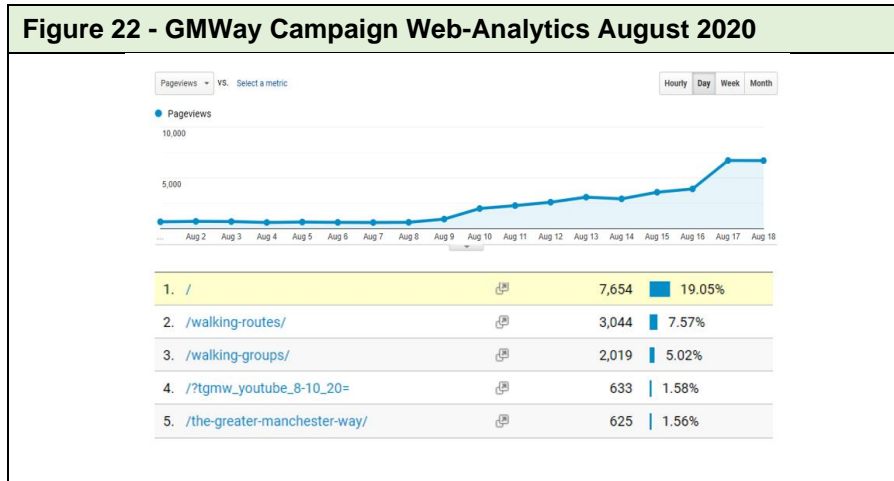 Figure 22 - GMWay Campaign Web-Analytics August 2020
Pageviews VS. Select a metric Hourly Day Week Month
Pageviews
10,000
5,000
... Aug 2 Aug 3 Aug 4 Aug 5 Aug 6 Aug 7 Aug 8 Aug 9 Aug 10 Aug 11 Aug 12 Aug 13 Aug 14 Aug 15 Aug 16 Aug 17 Aug 18
1. / 7,654 19.05%
2. /walking-routes/ 3,044 7.57%
3. /walking-groups/ 2,019 5.02%
4. /?tgmw_youtube_8-10_20= 633 1.58%
5. /the-greater-manchester-way/ 625 1.56%